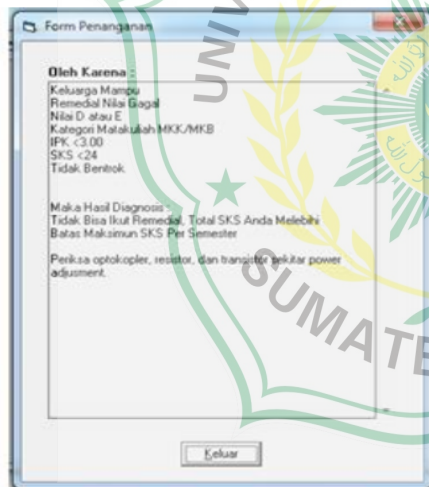 Form Penanganan
Oleh Karena :
Keluarga Mampu
Remedial Nilai Gagal
Nilai D atau E
Kategori Matakuliah MKK/MKB
IPK <3.00
SKS <24
Tidak Bentrok
Maka Hasil Diagnosis :
Tidak Bisa Ikut Remedial, Total SKS Anda Melebihi
Batas Maksimun SKS Per Semester
Periksa optokopler, resistor, dan transistor sekitar power
adjusment.
Keluar
UNIV
SUMATE